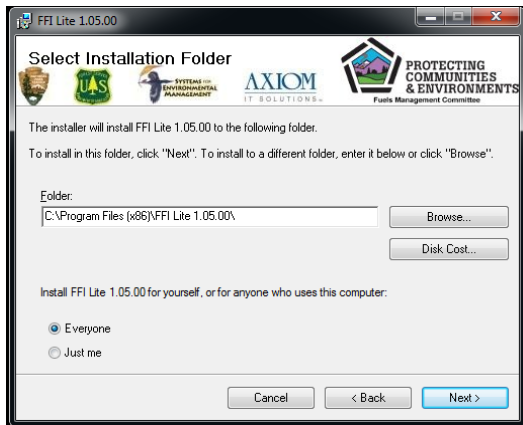 FFI Lite 1.05.00
Select Installation Folder
UAS
SYSTEMS FOR
ENVIRONMENTAL
MANAGEMENT
AXIOM
IT SOLUTIONS
PROTECTING
COMMUNITIES
& ENVIRONMENTS
Fuels Management Committee
The installer will install FFI Lite 1.05.00 to the following folder.
To install in this folder, click "Next". To install to a different folder, enter it below or click "Browse".
Folder:
C:\Program Files (x86)\FFI Lite 1.05.00\
Browse...
Disk Cost...
Install FFI Lite 1.05.00 for yourself, or for anyone who uses this computer:
Everyone
Just me
Cancel
< Back
Next >